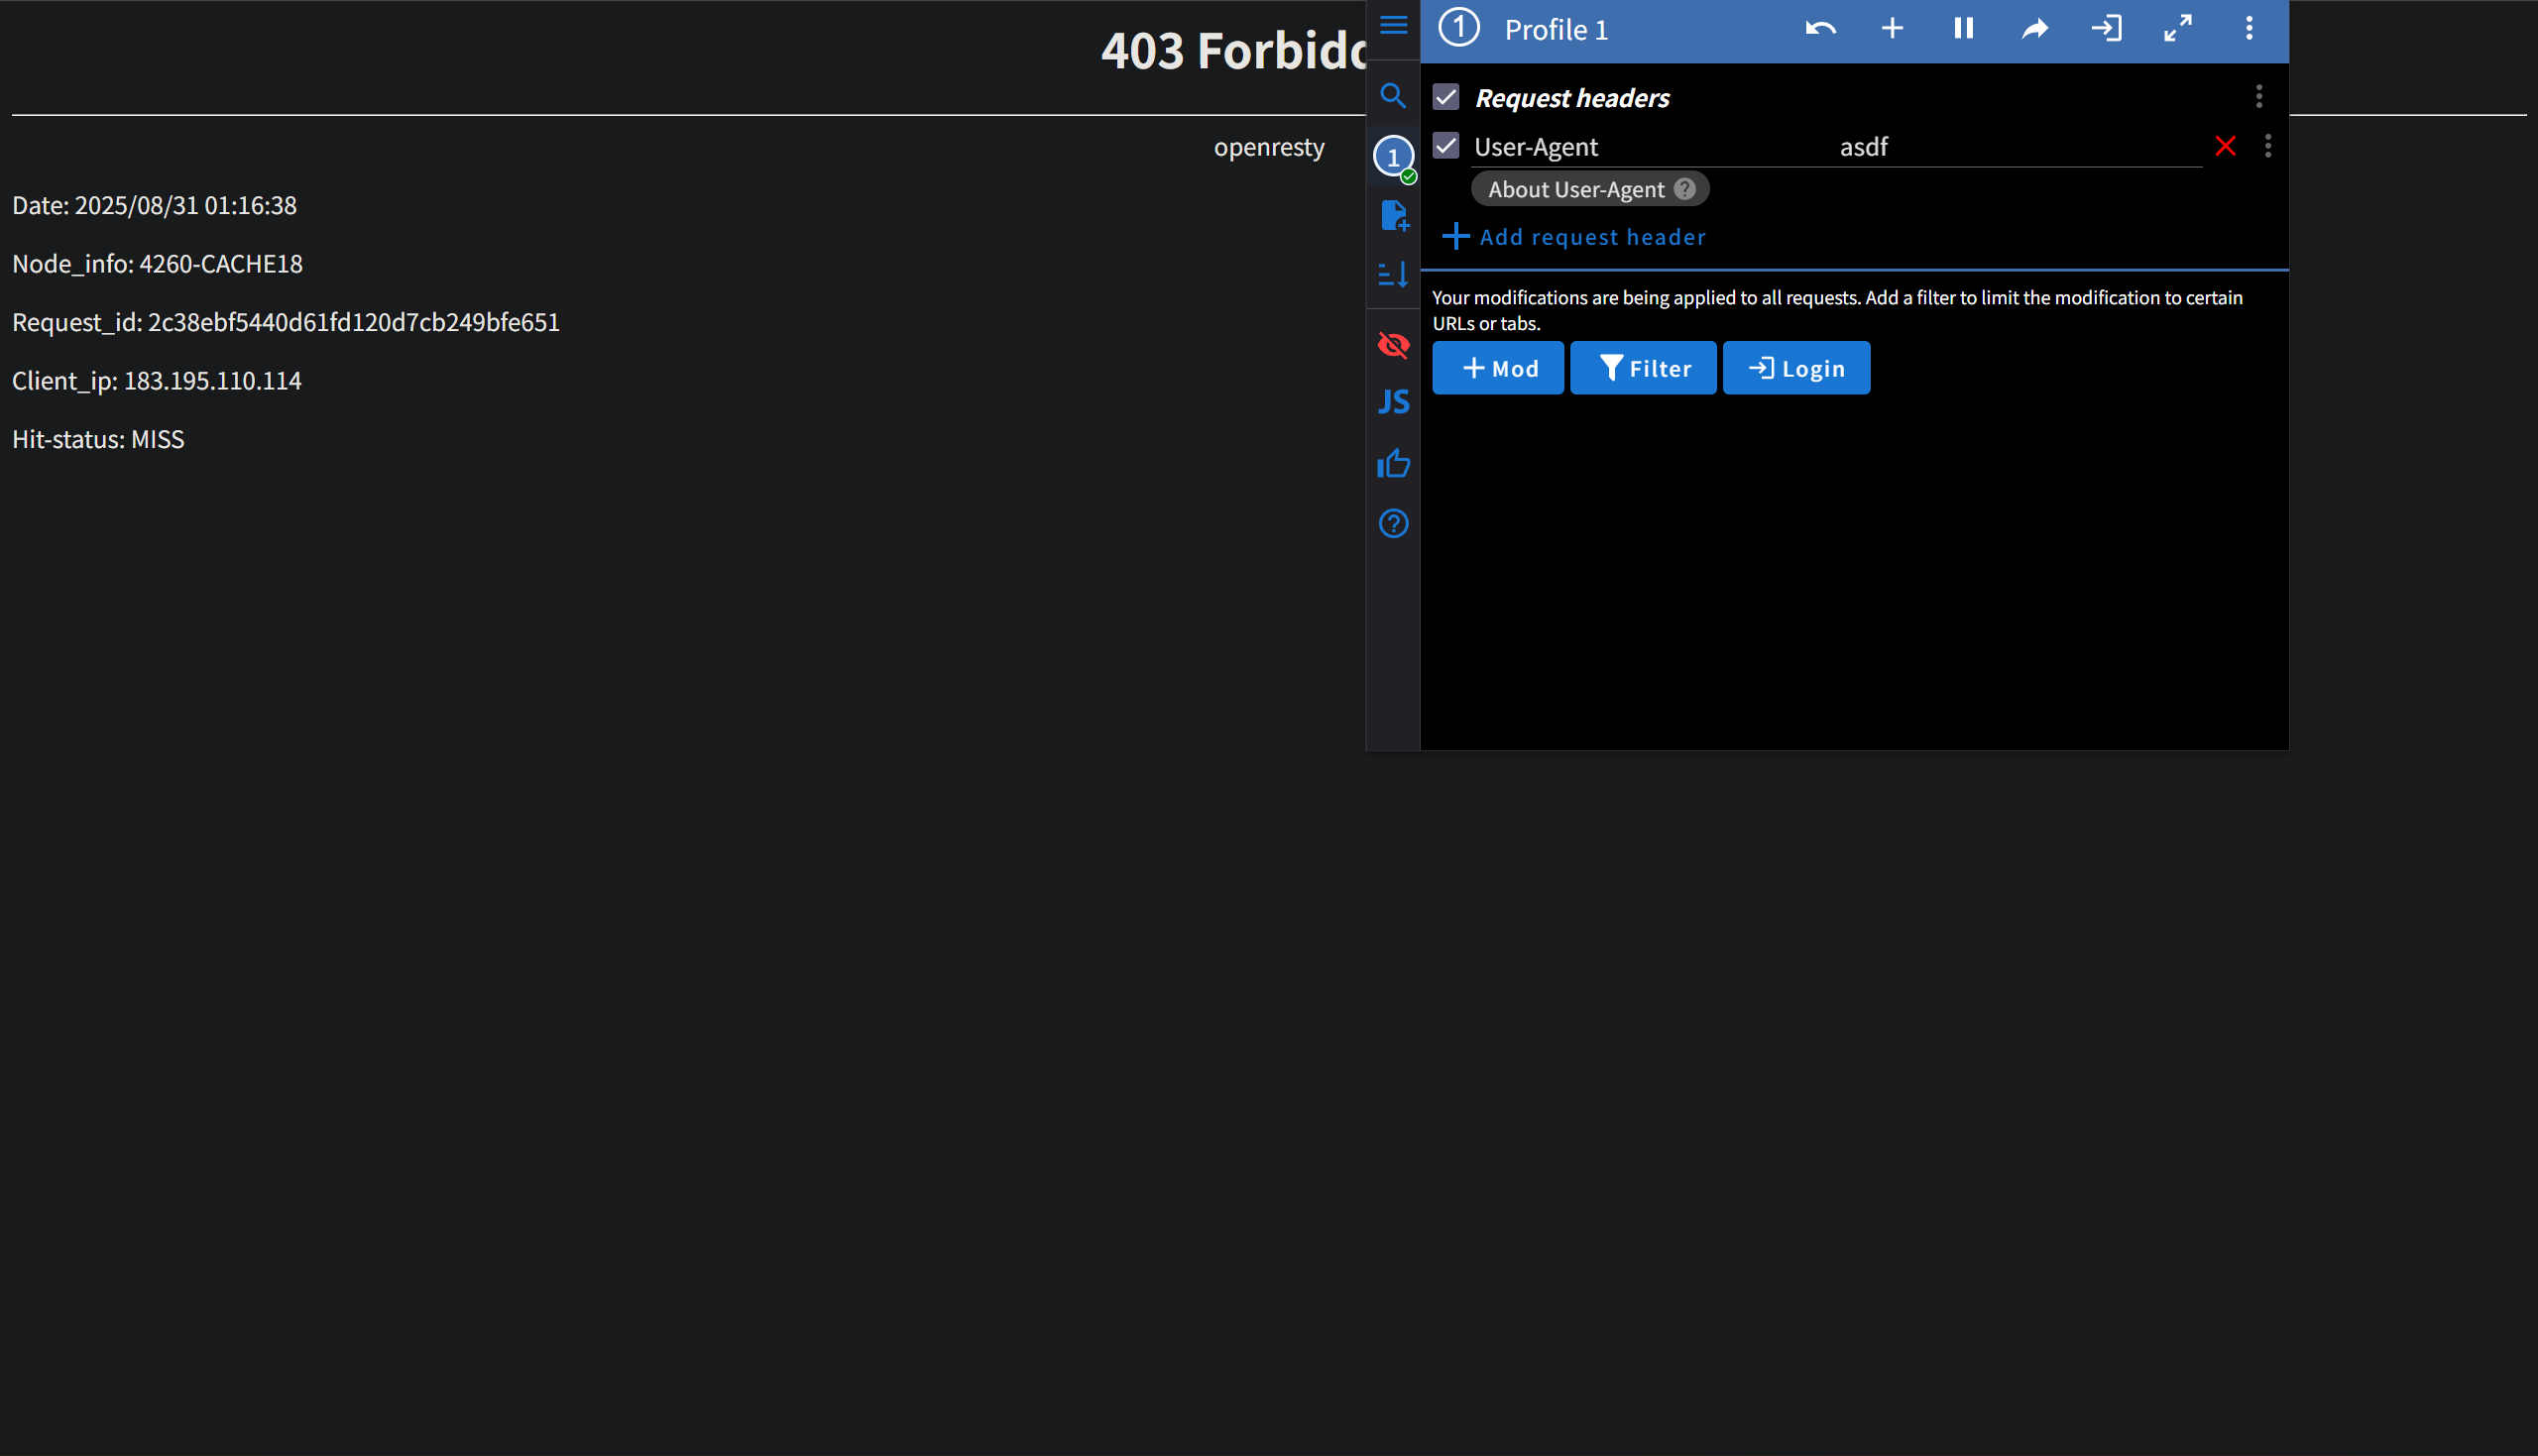 403 Forbidd
openresty
Date: 2025/08/31 01:16:38
Node_info: 4260-CACHE18
Request_id: 2c38ebf5440d61fd120d7cb249bfe651
Client_ip: 183.195.110.114
Hit-status: MISS
1
JS
1 Profile 1
Request headers
User-Agent asdf
About User-Agent ?
Add request header
Your modifications are being applied to all requests. Add a filter to limit the modification to certain
URLs or tabs.
Mod Filter Login